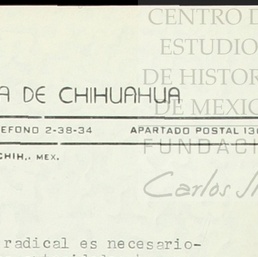 CENTRO D
ESTUDIO
DE HISTOR
DE MEXIC
FUNDACI
Carlos
A DE CHIHUAHUA
EFONO 2-38-34 APARTADO POSTAL 13
CHIH., MEX.
radical es necesario-